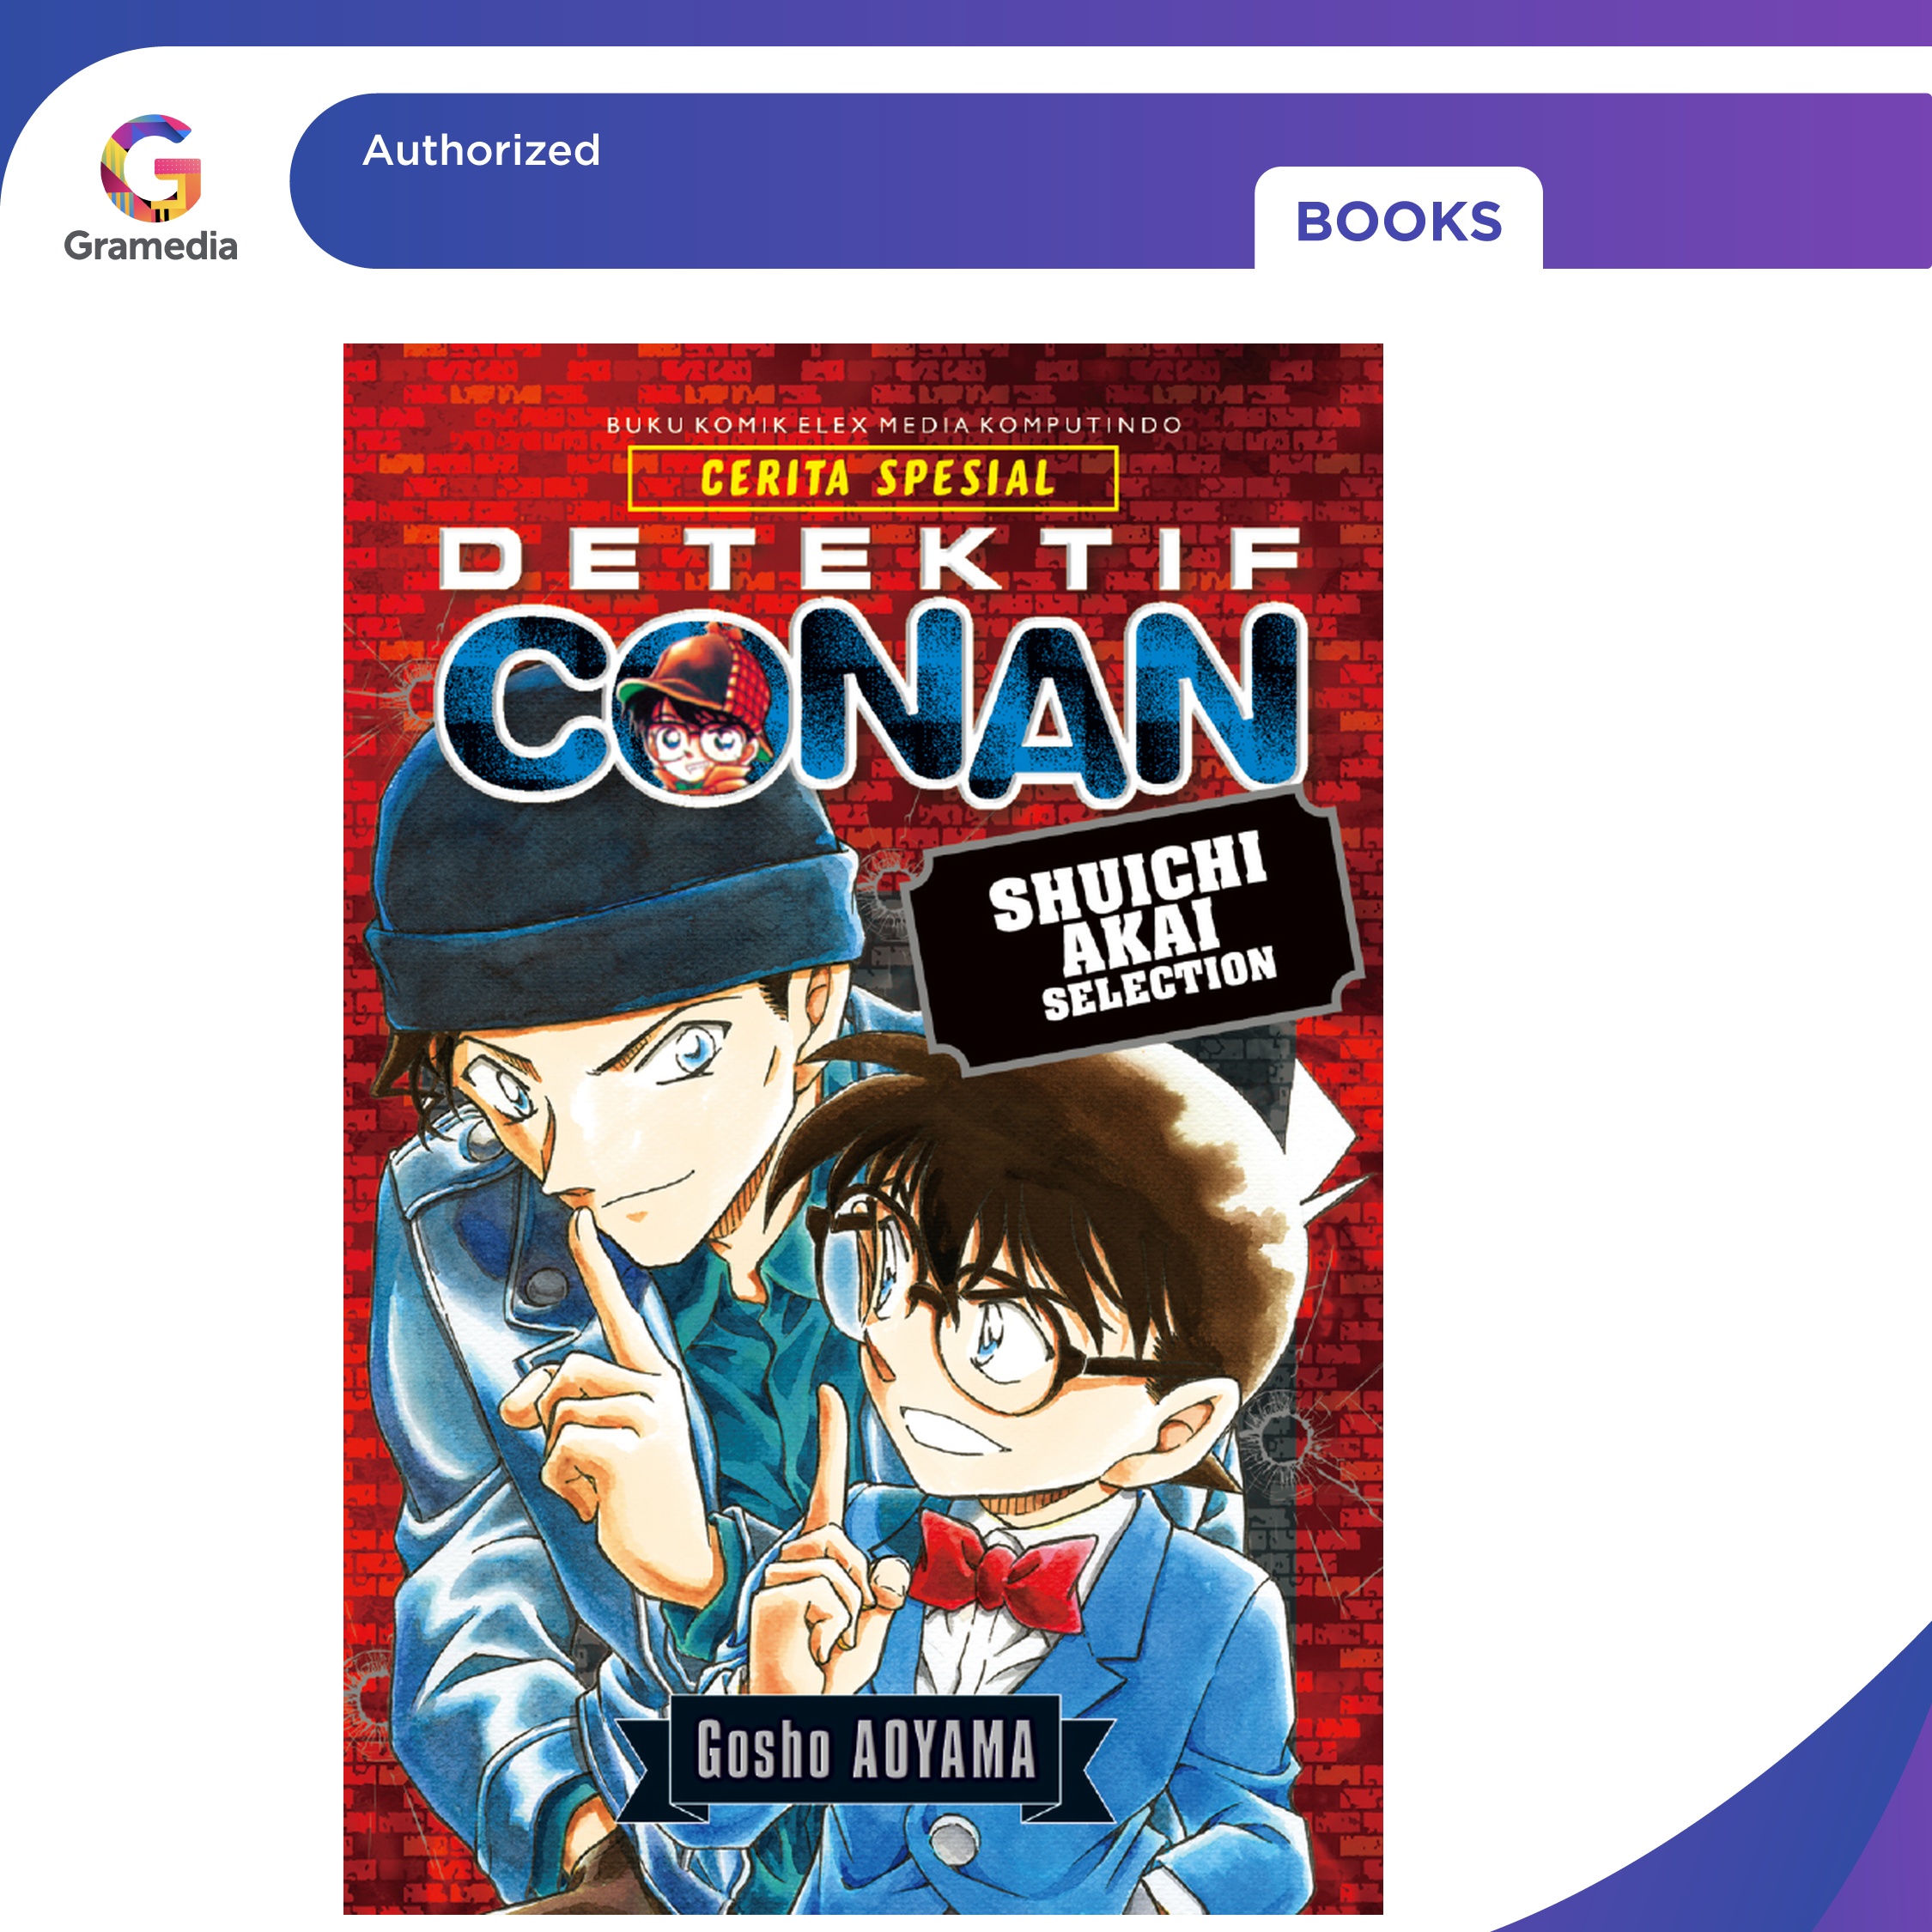 Gramedia
Authorized
BOOKS
BUKU KOMIK ELEX MEDIA KOMPUTINDO
CERITA SPESIAL
DETEKTIF
CONAN
SHUICHI
AKAI
SELECTION
Gosho AOYAMA